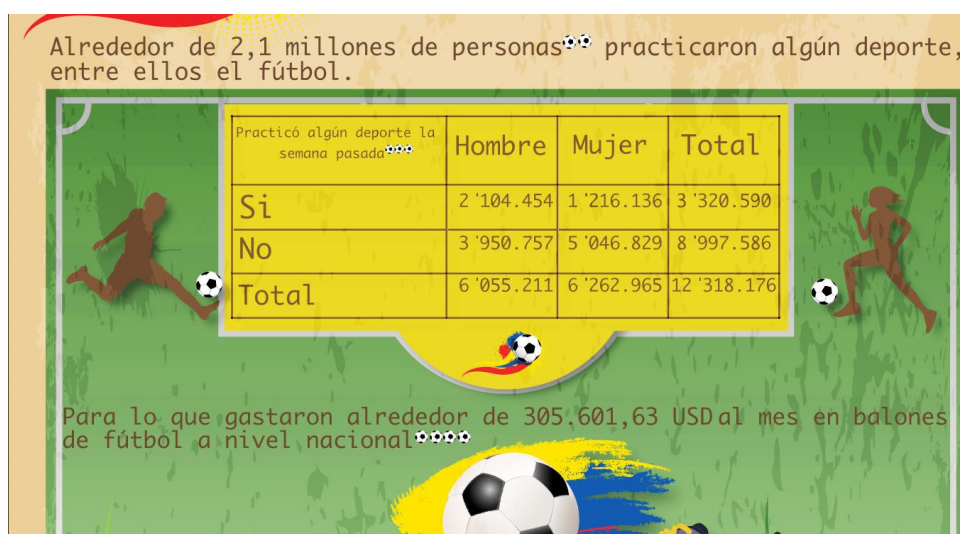 Alrededor de 2,1 millones de personas practicaron algún deporte,
entre ellos el fútbol.
Practicó algún deporte la
semana pasada
Hombre Mujer Total
Si 2'104.454 1'216.136 3'320.590
No 3'950.757 5'046.829 8'997.586
Total 6'055.211 6'262.965 12'318.176
Para lo que gastaron alrededor de 305.601,63 USD al mes en balones
de fútbol a nivel nacional